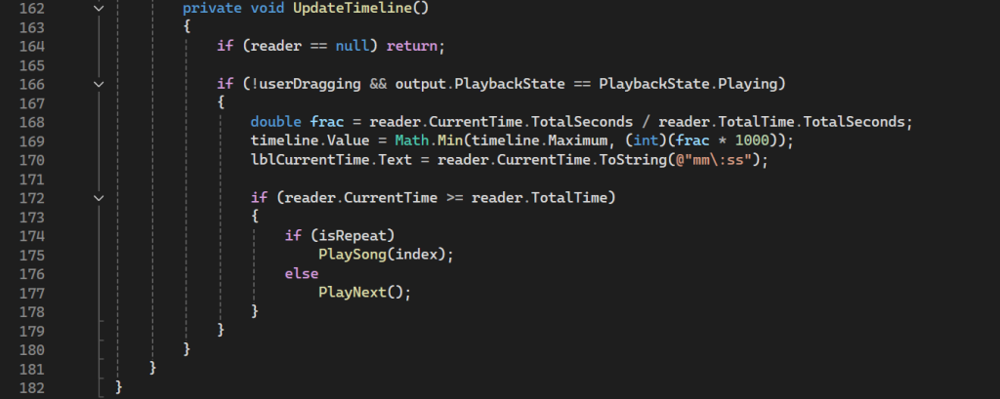 162 private void UpdateTimeline()
163 {
164 if (reader == null) return;
165
166 if (!userDragging && output.PlaybackState == PlaybackState.Playing)
167 {
168 double frac = reader.CurrentTime.TotalSeconds / reader.TotalTime.TotalSeconds;
169 timeline.Value = Math.Min(timeline.Maximum, (int)(frac * 1000));
170 lblCurrentTime.Text = reader.CurrentTime.ToString(@"mm\:ss");
171
172 if (reader.CurrentTime >= reader.TotalTime)
173 {
174 if (isRepeat)
175 PlaySong(index);
176 else
177 PlayNext();
178 }
179 }
180 }
181 }
182 }